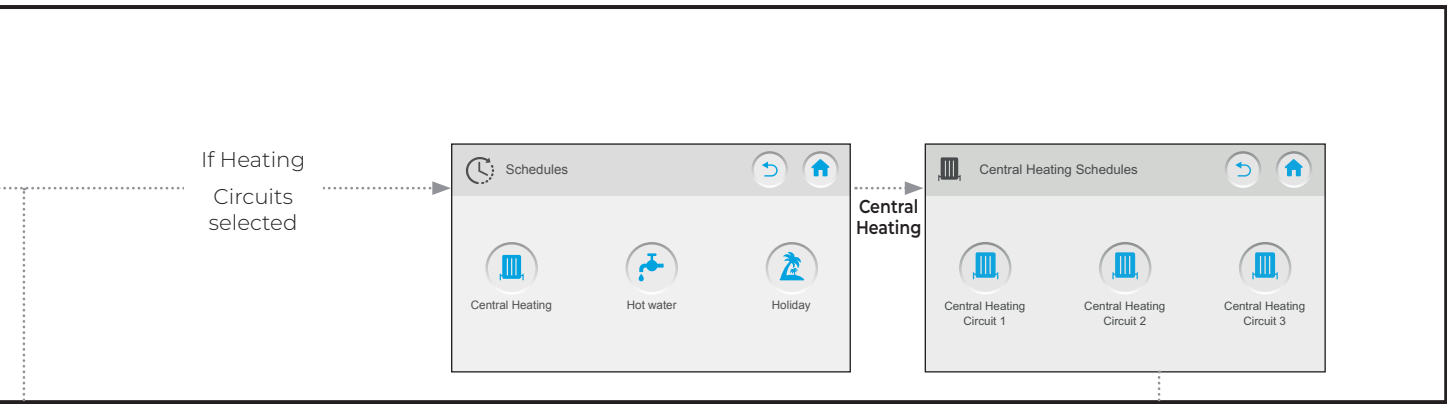 If Heating
Circuits
selected
Schedules
Central Heating
Hot water
Holiday
Central
Heating
Central Heating Schedules
Central Heating
Circuit 1
Central Heating
Circuit 2
Central Heating
Circuit 3